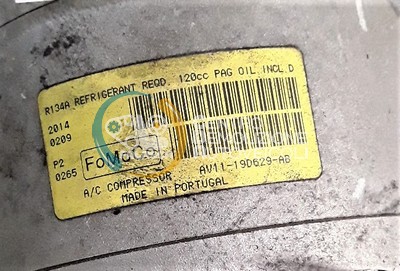 R134A REFRIGERANT REQD. 120cc PAG OIL INCL.D
2014
0209
P2
0265
FoMoCo
AV11-19D629-AB
A/C COMPRESSOR
MADE IN PORTUGAL